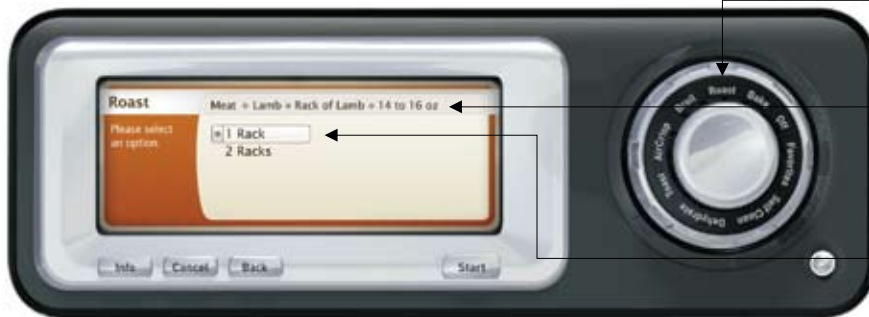 Roast
Meat » Lamb » Rack of Lamb » 14 to 16 oz
Please select
an option.
1 Rack
2 Racks
Info
Cancel
Back
Start
Broil
Roast
Bake
Off
Favorites
Self Clean
Dehydrate
Toast
AirCrisp